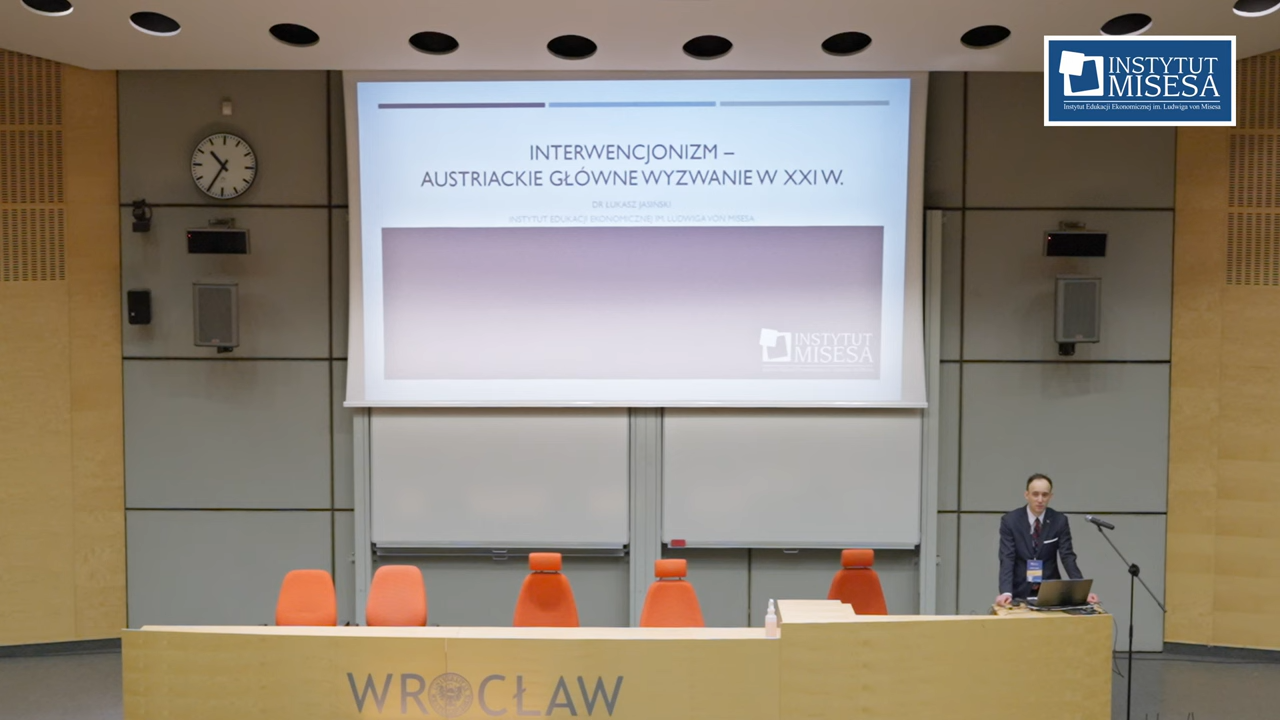 INSTYTUT
MISESA
Instytut Edukacji Ekonomicznej im. Ludwiga von Misesa
INTERWENCJONIZM –
AUSTRIACKIE GŁÓWNE WYZWANIE W XXI W.
DR ŁUKASZ JASIŃSKI
INSTYTUT EDUKACJI EKONOMICZNEJ IM. LUDWIGA VON MISESA
INSTYTUT
MISESA
WROCŁAW